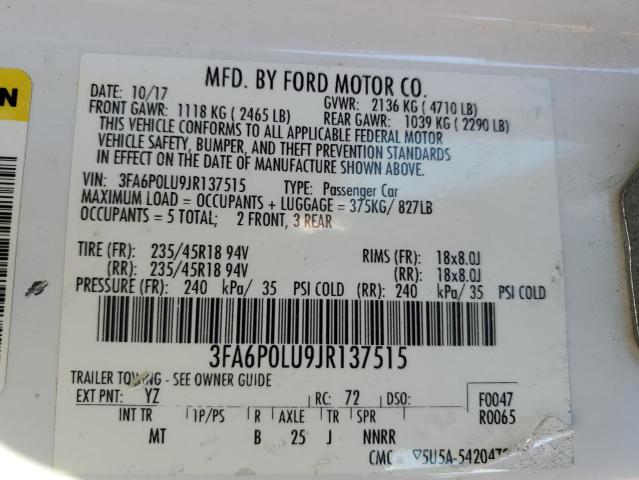 MFD. BY FORD MOTOR CO.
DATE: 10/17 GVWR: 2136 KG ( 4710 LB)
FRONT GAWR: 1118 KG ( 2465 LB) REAR GAWR: 1039 KG ( 2290 LB)
THIS VEHICLE CONFORMS TO ALL APPLICABLE FEDERAL MOTOR
VEHICLE SAFETY, BUMPER, AND THEFT PREVENTION STANDARDS
IN EFFECT ON THE DATE OF MANUFACTURE SHOWN ABOVE.
VIN: 3FA6P0LU9JR137515 TYPE: Passenger Car
MAXIMUM LOAD = OCCUPANTS + LUGGAGE = 375KG/ 827LB
OCCUPANTS = 5 TOTAL; 2 FRONT, 3 REAR
TIRE (FR): 235/45R18 94V RIMS (FR): 18x8.0J
(RR): 235/45R18 94V (RR): 18x8.0J
PRESSURE (FR): 240 kPa/ 35 PSI COLD (RR): 240 kPa/ 35 PSI COLD
3FA6P0LU9JR137515
TRAILER TOWING - SEE OWNER GUIDE
EXT PNT: YZ RC: 72 DSO: F0047
R0065
INT TR 1P/PS R AXLE TR SPR
MT B 25 J NNRR
CMC 5U5A-542047